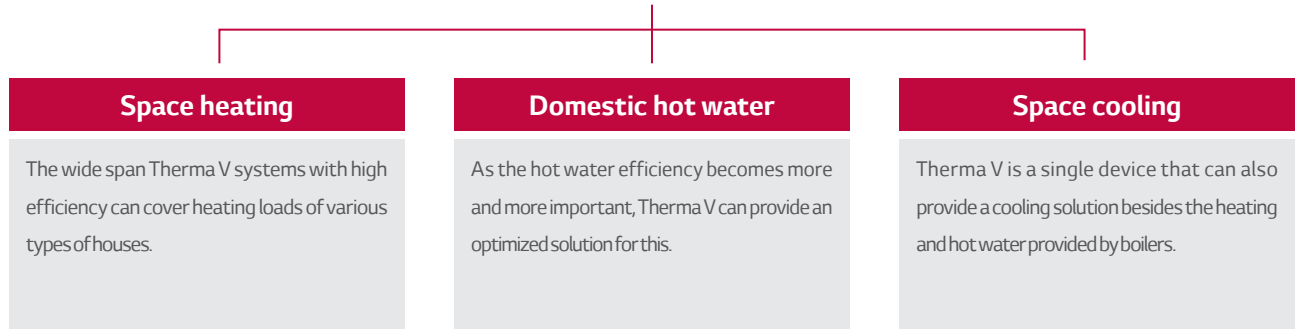 Space heating
The wide span Therma V systems with high
efficiency can cover heating loads of various
types of houses.
Domestic hot water
As the hot water efficiency becomes more
and more important, Therma V can provide an
optimized solution for this.
Space cooling
Therma V is a single device that can also
provide a cooling solution besides the heating
and hot water provided by boilers.